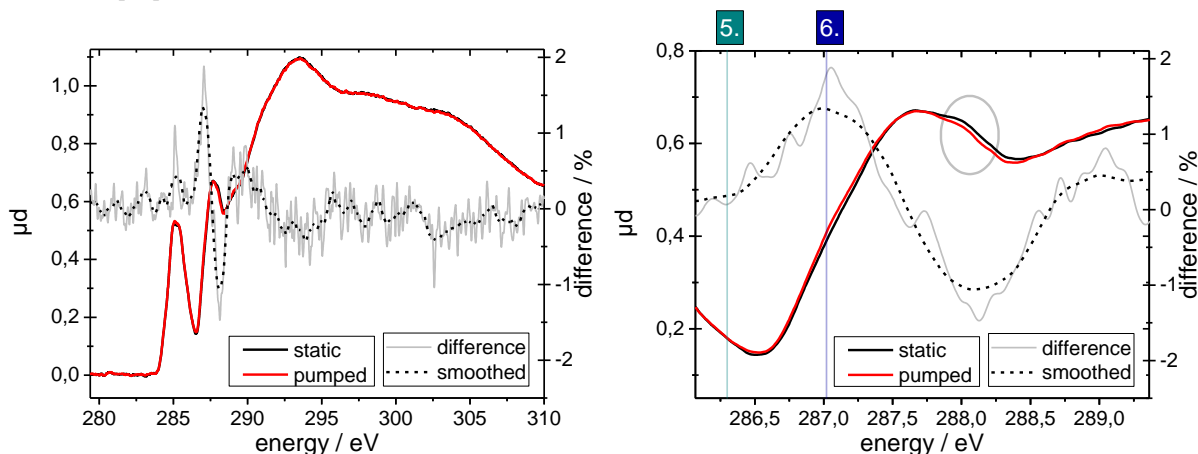 5.
6.
1,0
0,8
0,6
0,4
0,2
0,0
µd
2
1
0
-1
-2
difference / %
static
pumped
difference
smoothed
280 285 290 295 300 305 310
energy / eV
0,8
0,6
0,4
0,2
µd
2
1
0
-1
-2
difference / %
static
pumped
difference
smoothed
286,5 287,0 287,5 288,0 288,5 289,0
energy / eV